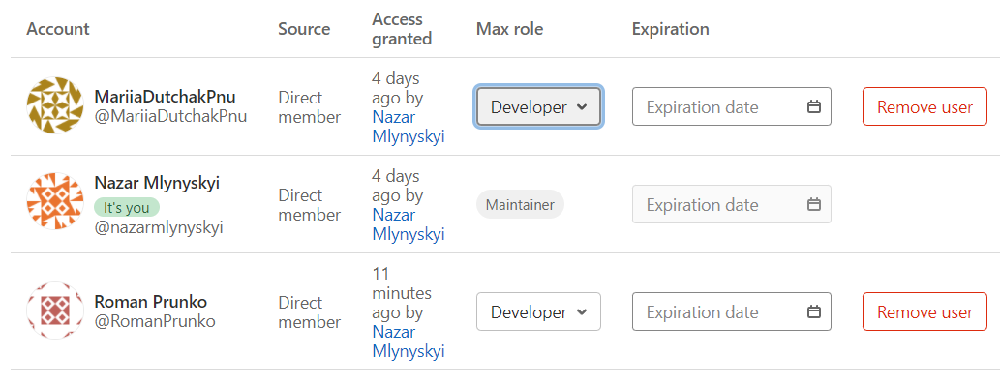 Account
Source
Access
granted
Max role
Expiration
MariiaDutchakPnu
@MariiaDutchakPnu
Direct
member
4 days
ago by
Nazar
Mlynyskyi
Developer
Expiration date
Remove user
Nazar Mlynyskyi
It's you
@nazarmlynyskyi
Direct
member
4 days
ago by
Nazar
Mlynyskyi
Maintainer
Expiration date
Roman Prunko
@RomanPrunko
Direct
member
11
minutes
ago by
Nazar
Mlynyskyi
Developer
Expiration date
Remove user